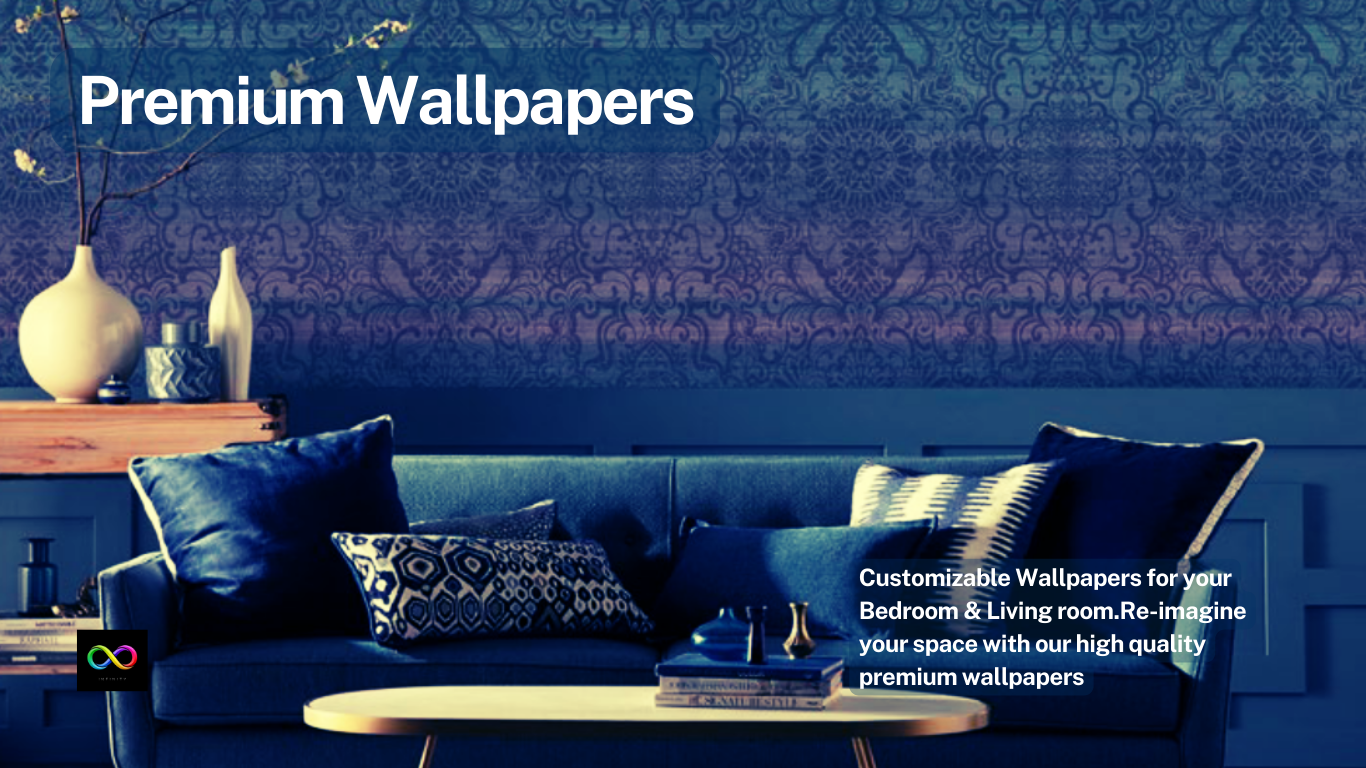 Premium Wallpapers
Customizable Wallpapers for your
Bedroom & Living room.Re-imagine
your space with our high quality
premium wallpapers
INFINITY